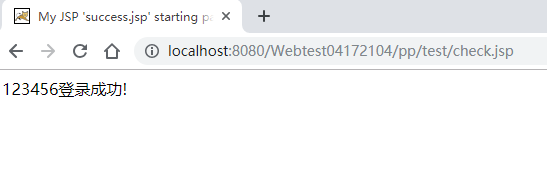 My JSP 'success.jsp' starting pa
localhost:8080/Webtest04172104/pp/test/check.jsp
123456登录成功!